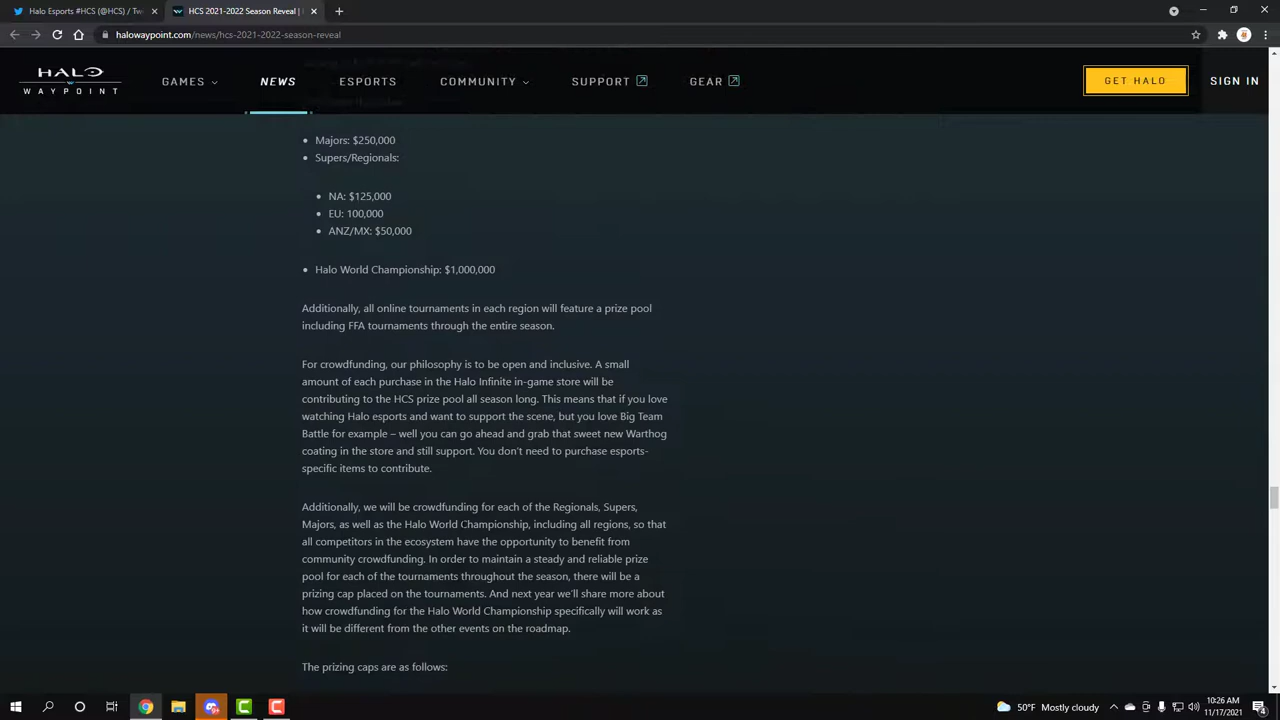 Halo Esports #HCS (@HCS) / Tw
HCS 2021-2022 Season Reveal |
halowaypoint.com/news/hcs-2021-2022-season-reveal
HALO
WAYPOINT
GAMES
NEWS
ESPORTS
COMMUNITY
SUPPORT
GEAR
GET HALO
SIGN IN
• Majors: $250,000
• Supers/Regionals:
• NA: $125,000
• EU: 100,000
• ANZ/MX: $50,000
• Halo World Championship: $1,000,000
Additionally, all online tournaments in each region will feature a prize pool
including FFA tournaments through the entire season.
For crowdfunding, our philosophy is to be open and inclusive. A small
amount of each purchase in the Halo Infinite in-game store will be
contributing to the HCS prize pool all season long. This means that if you love
watching Halo esports and want to support the scene, but you love Big Team
Battle for example – well you can go ahead and grab that sweet new Warthog
coating in the store and still support. You don't need to purchase esports-
specific items to contribute.
Additionally, we will be crowdfunding for each of the Regionals, Supers,
Majors, as well as the Halo World Championship, including all regions, so that
all competitors in the ecosystem have the opportunity to benefit from
community crowdfunding. In order to maintain a steady and reliable prize
pool for each of the tournaments throughout the season, there will be a
prizing cap placed on the tournaments. And next year we'll share more about
how crowdfunding for the Halo World Championship specifically will work as
it will be different from the other events on the roadmap.
The prizing caps are as follows:
50°F Mostly cloudy
10:26 AM
11/17/2021